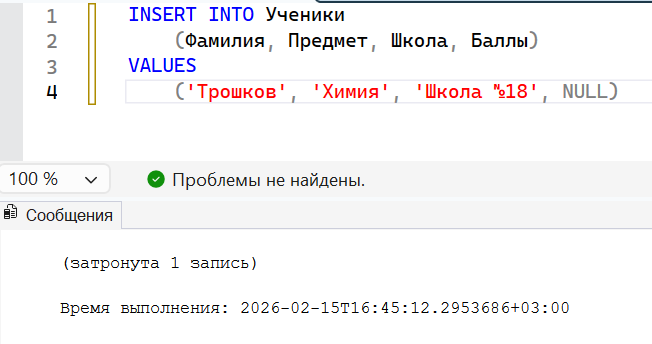 1 INSERT INTO Ученики
2 (Фамилия, Предмет, Школа, Баллы)
3 VALUES
4 ('Трошков', 'Химия', 'Школа №18', NULL)
100 % Проблемы не найдены.
Сообщения
(затронута 1 запись)
Время выполнения: 2026-02-15T16:45:12.2953686+03:00